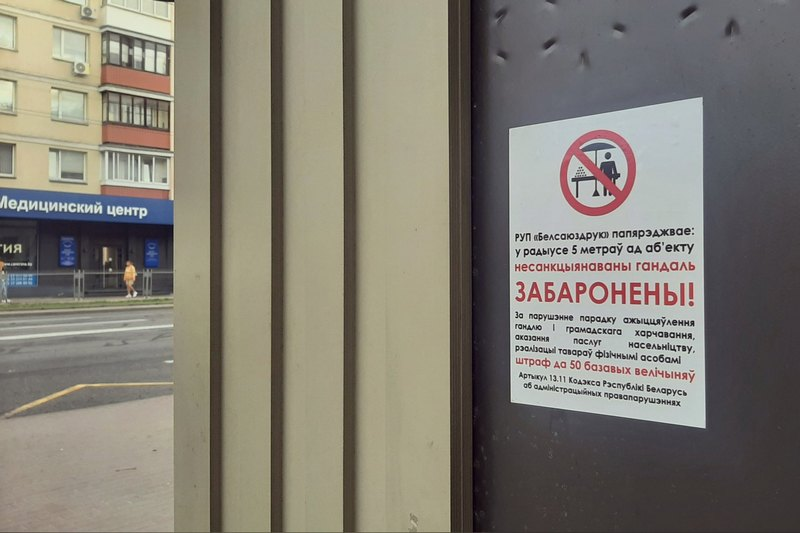 Медицинский центр
РУП «Белсаюздрук» папярэджвае:
у радыусе 5 метраў ад аб'екту
несанкцыянаваны гандаль
ЗАБАРОНЕНЫ!
За парушэнне парадку ажыццяўлення
гандлю і грамадскага харчавання,
аказання паслуг насельніцтву,
рэалізацыі тавараў фізічнымі асобамі
штраф да 50 базавых велічыняў
Артыкул 13.11 Кодэкса Рэспублікі Беларусь
аб адміністрацыйных правапарушэннях